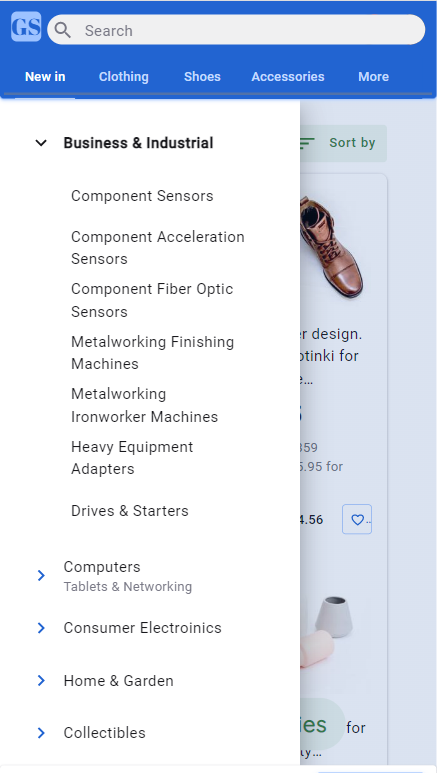 GS
Search
New in Clothing Shoes Accessories More
Business & Industrial
Component Sensors
Component Acceleration
Sensors
Component Fiber Optic
Sensors
Metalworking Finishing
Machines
Metalworking
Ironworker Machines
Heavy Equipment
Adapters
Drives & Starters
Computers
Tablets & Networking
Consumer Electroinics
Home & Garden
Collectibles
Sort by
r design.
otinki for
e…
359
5.95 for
4.56
ies
for
ty…